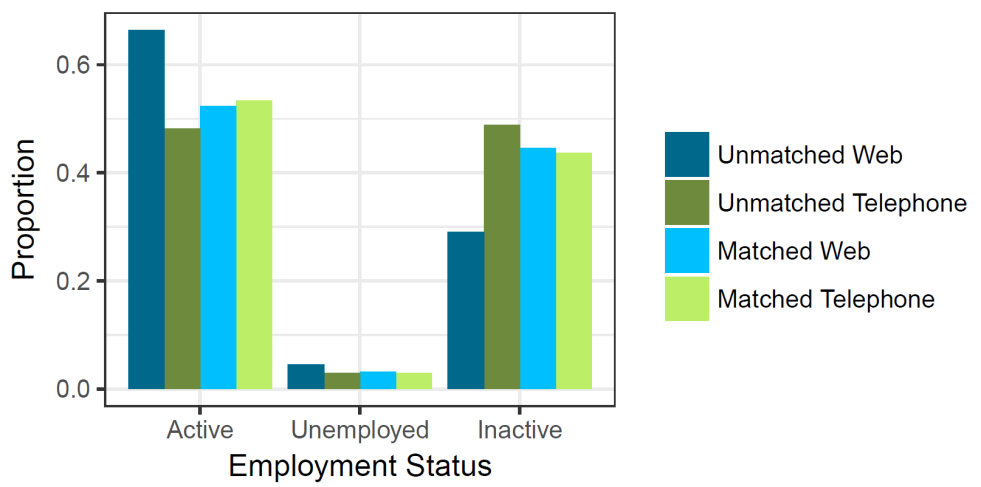 Proportion
0.6
0.4
0.2
0.0
Active Unemployed Inactive
Employment Status
Unmatched Web
Unmatched Telephone
Matched Web
Matched Telephone